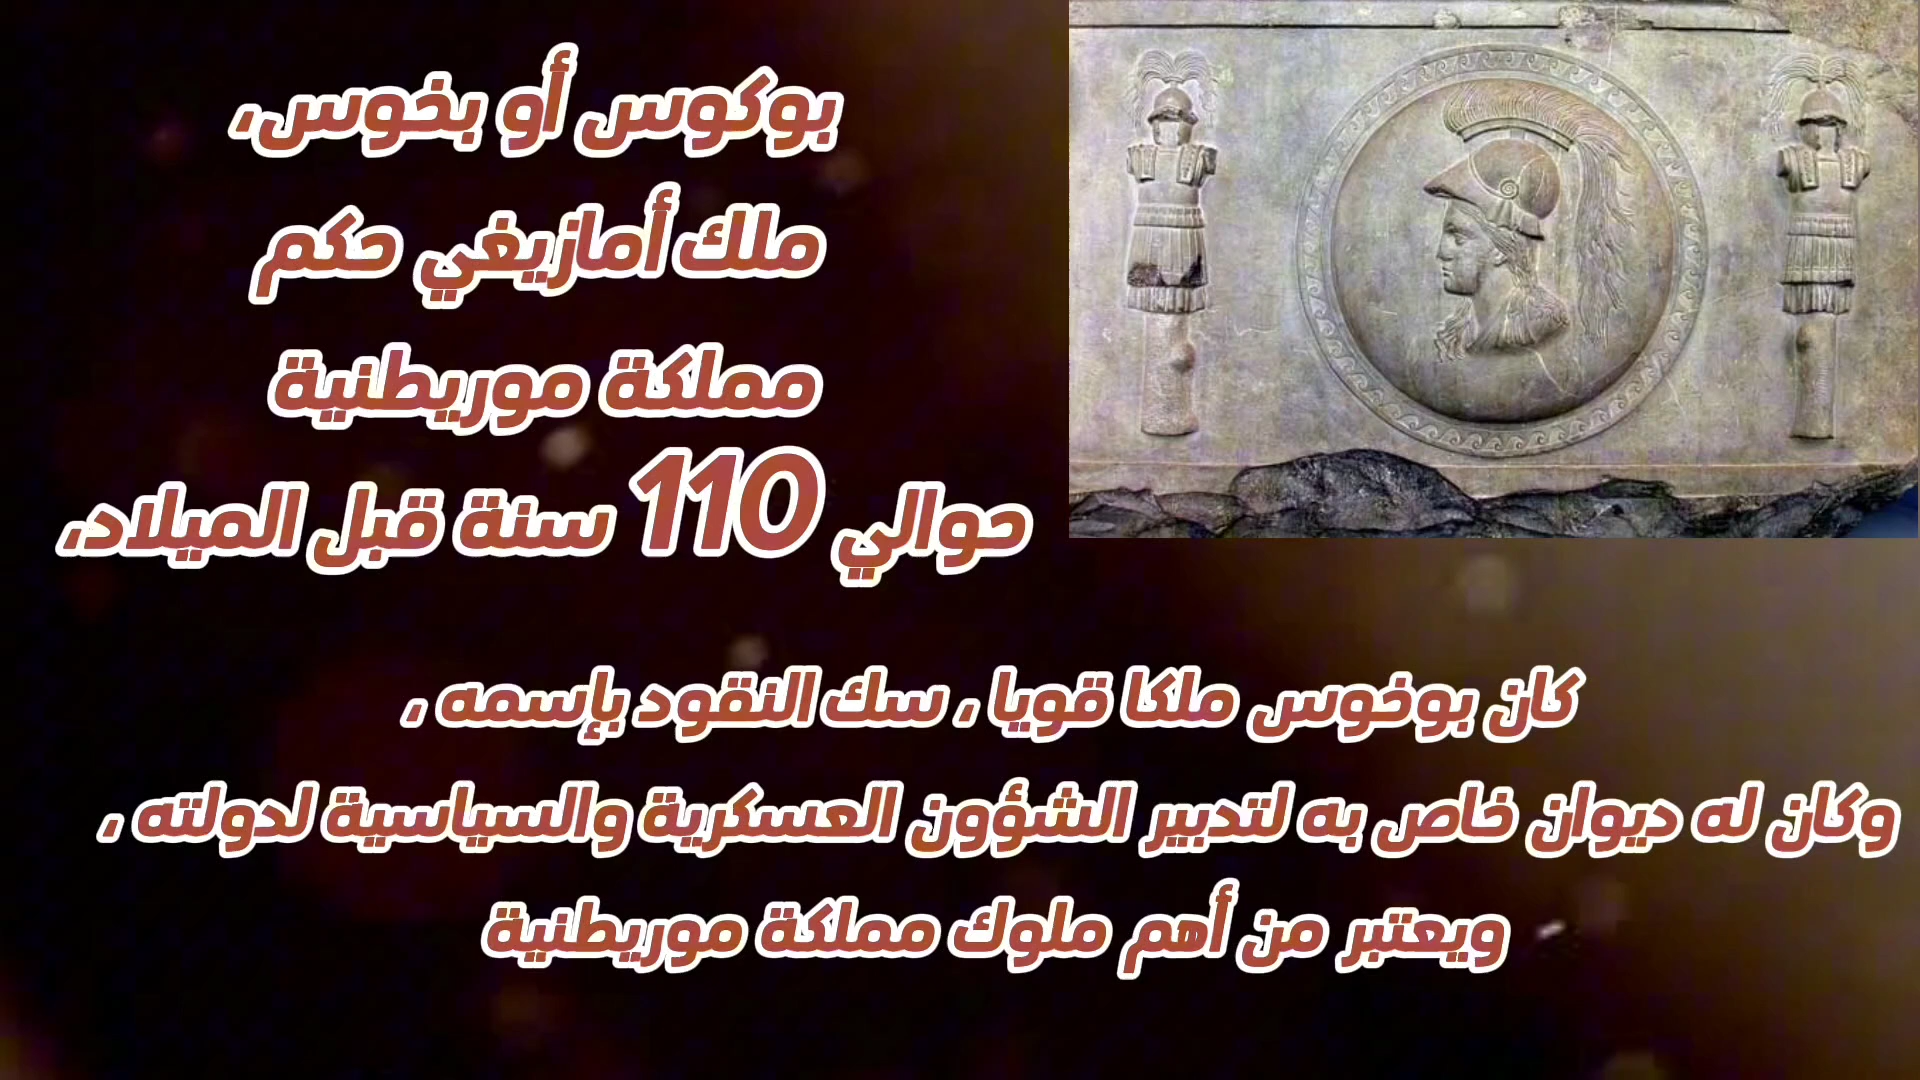 بوكوس أو بخوس،
ملك أمازيغي حكم
مملكة موريطنية
حوالي 110 سنة قبل الميلاد،
كان بوخوس ملكا قويا ، سك النقود بإسمه ،
وكان له ديوان خاص به لتدبير الشؤون العسكرية والسياسية لدولته ،
ويعتبر من أهم ملوك مملكة موريطنية